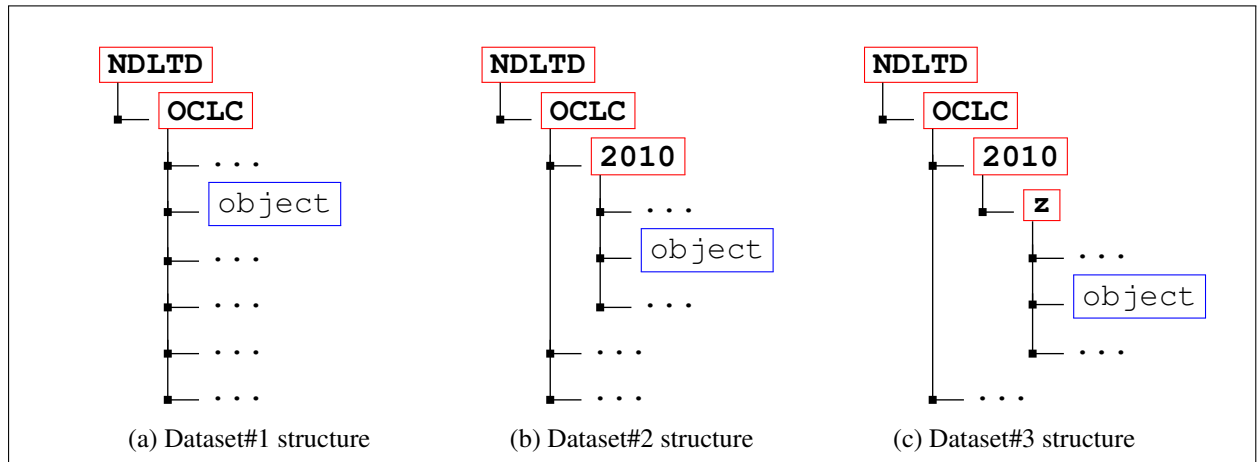 NDLTD
OCLC
...
object
...
...
...
...
(a) Dataset#1 structure
NDLTD
OCLC
2010
...
object
...
...
...
(b) Dataset#2 structure
NDLTD
OCLC
2010
z
...
object
...
...
(c) Dataset#3 structure